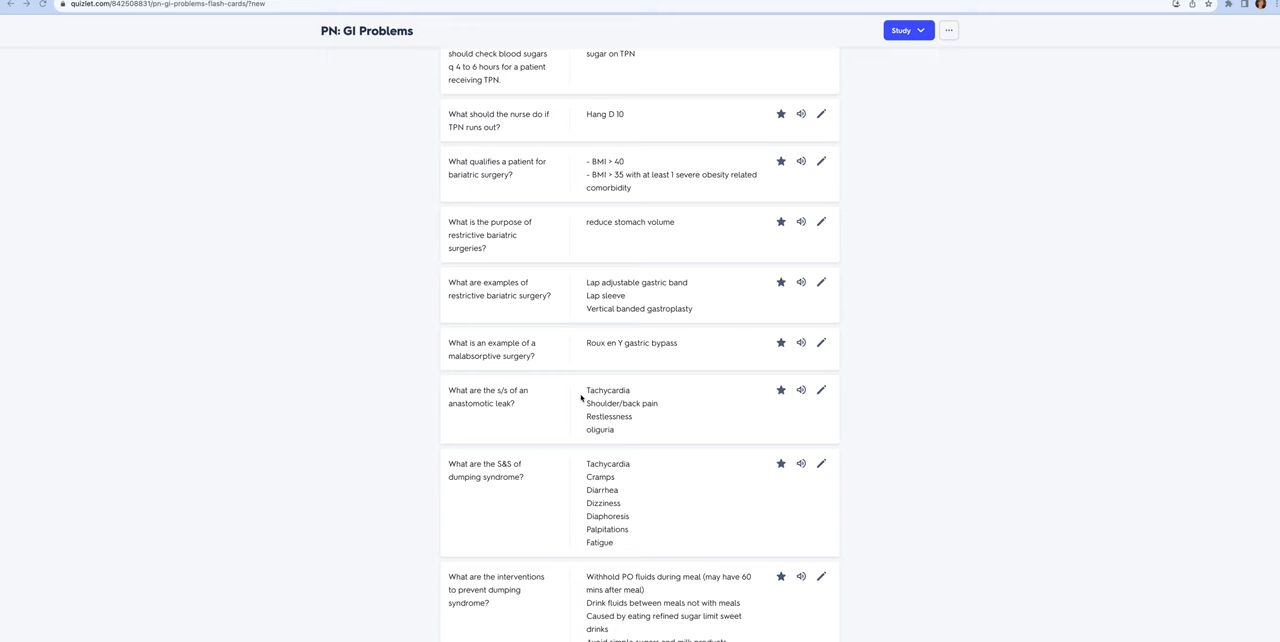 quizlet.com/842508831/pn-gi-problems-flash-cards/?new
PN: GI Problems
Study
should check blood sugars
q 4 to 6 hours for a patient
receiving TPN.
sugar on TPN
What should the nurse do if
TPN runs out?
Hang D 10
What qualifies a patient for
bariatric surgery?
- BMI > 40
- BMI > 35 with at least 1 severe obesity related
comorbidity
What is the purpose of
restrictive bariatric
surgeries?
reduce stomach volume
What are examples of
restrictive bariatric surgery?
Lap adjustable gastric band
Lap sleeve
Vertical banded gastroplasty
What is an example of a
malabsorptive surgery?
Roux en Y gastric bypass
What are the s/s of an
anastomotic leak?
Tachycardia
Shoulder/back pain
Restlessness
oliguria
What are the S&S of
dumping syndrome?
Tachycardia
Cramps
Diarrhea
Dizziness
Diaphoresis
Palpitations
Fatigue
What are the interventions
to prevent dumping
syndrome?
Withhold PO fluids during meal (may have 60
mins after meal)
Drink fluids between meals not with meals
Caused by eating refined sugar limit sweet
drinks
Avoid simple sugars and milk products